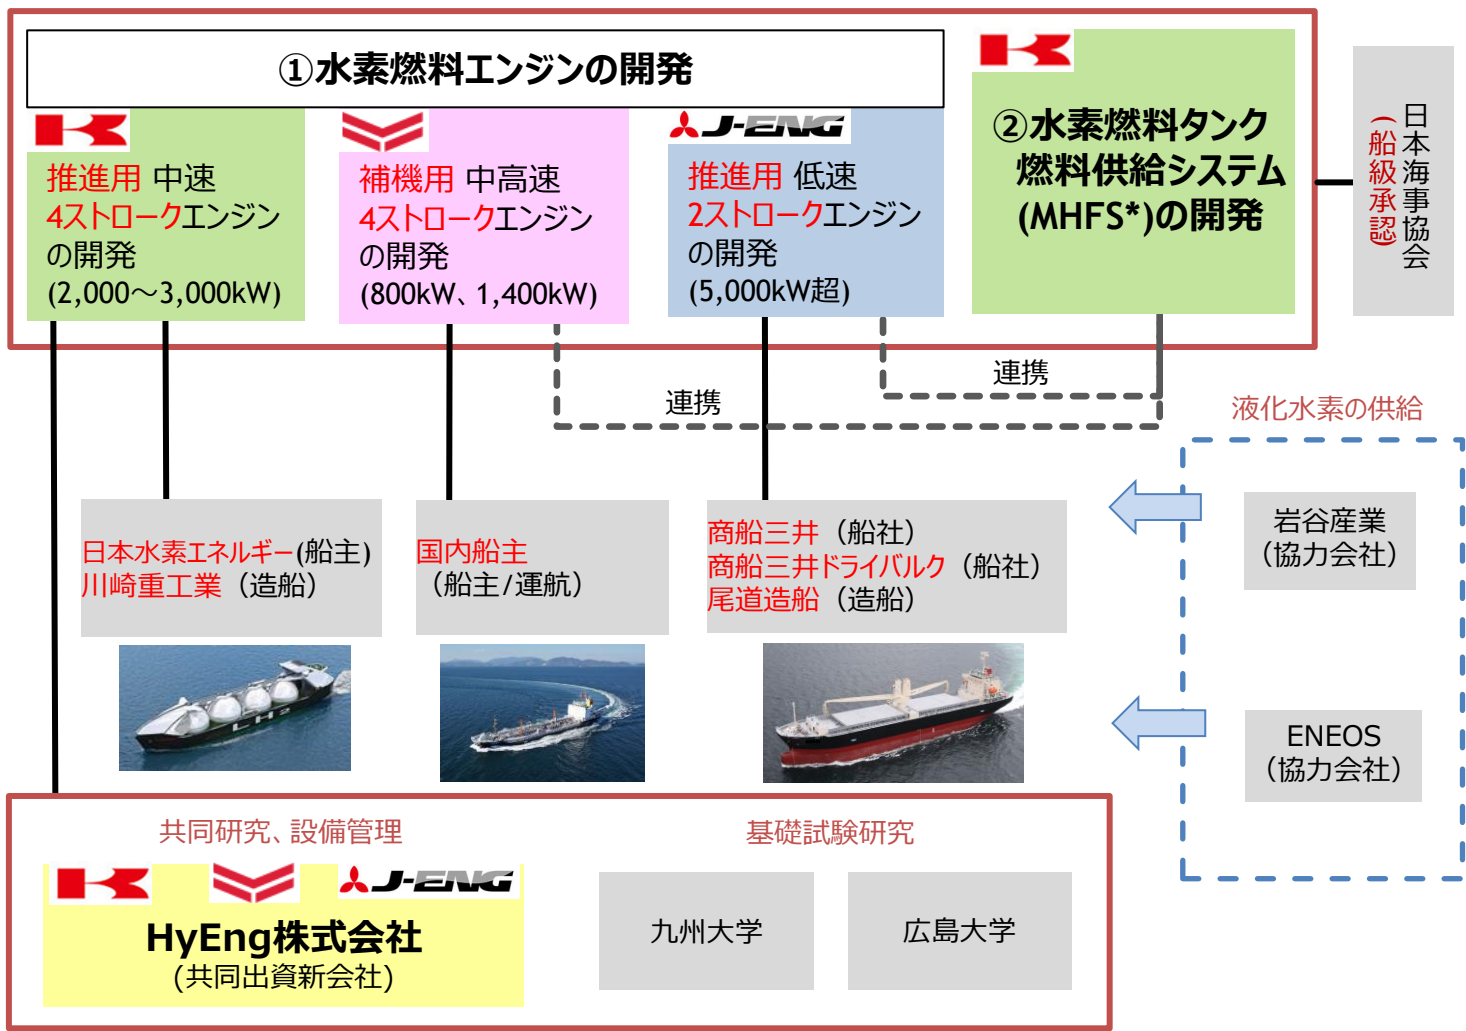 ①水素燃料エンジンの開発
推進用 中速
4ストロークエンジン
の開発
(2,000～3,000kW)
補機用 中高速
4ストロークエンジン
の開発
(800kW、1,400kW)
J-ENG
推進用 低速
2ストロークエンジン
の開発
(5,000kW超)
②水素燃料タンク
燃料供給システム
(MHFS*)の開発
日本海事協会
(船級承認)
連携
連携
液化水素の供給
日本水素エネルギー(船主)
川崎重工業（造船）
国内船主
（船主/運航）
商船三井（船社）
商船三井ドライバルク（船社）
尾道造船（造船）
岩谷産業
（協力会社）
LH2
ENEOS
（協力会社）
共同研究、設備管理
J-ENG
HyEng株式会社
(共同出資新会社)
基礎試験研究
九州大学
広島大学